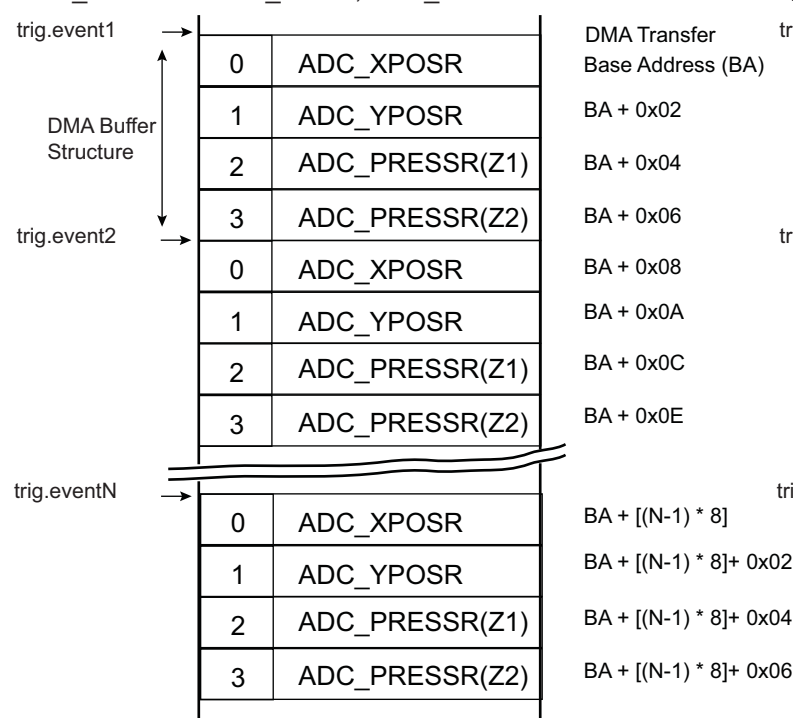 trig.event1
DMA Transfer
tr
0 ADC_XPOSR Base Address (BA)
1 ADC_YPOSR BA + 0x02
DMA Buffer
Structure
2 ADC_PRESSR(Z1) BA + 0x04
3 ADC_PRESSR(Z2) BA + 0x06
trig.event2
tr
0 ADC_XPOSR BA + 0x08
1 ADC_YPOSR BA + 0x0A
2 ADC_PRESSR(Z1) BA + 0x0C
3 ADC_PRESSR(Z2) BA + 0x0E
trig.eventN
tri
0 ADC_XPOSR BA + [(N-1) * 8]
1 ADC_YPOSR BA + [(N-1) * 8]+ 0x02
2 ADC_PRESSR(Z1) BA + [(N-1) * 8]+ 0x04
3 ADC_PRESSR(Z2) BA + [(N-1) * 8]+ 0x06